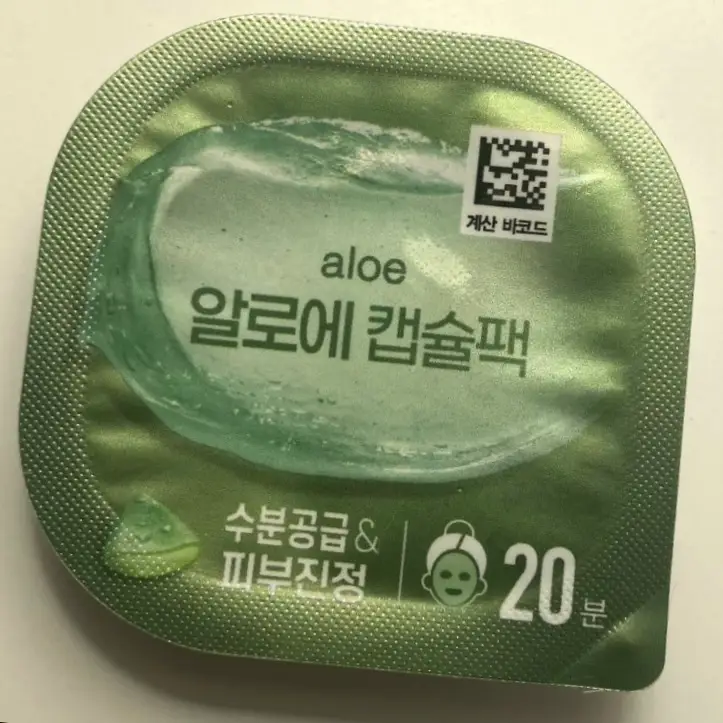 계산 바코드
aloe
알로에 캡슐팩
수분공급 &
피부진정
20분